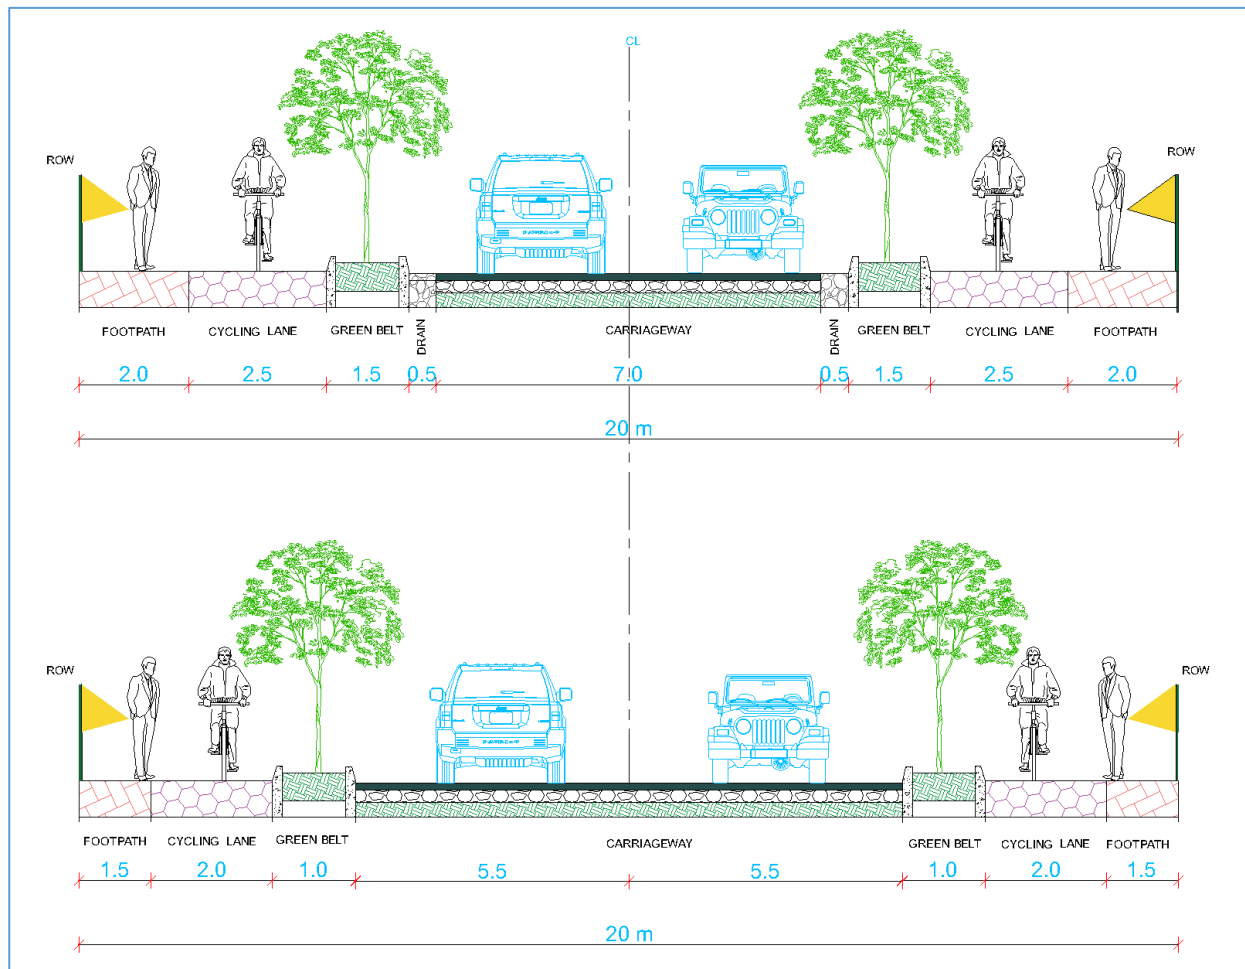 CL
ROW
ROW
FOOTPATH
CYCLING LANE
GREEN BELT
DRAIN
CARRIAGEWAY
DRAIN
GREEN BELT
CYCLING LANE
FOOTPATH
2.0
2.5
1.5
0.5
7.0
0.5
1.5
2.5
2.0
20 m
ROW
ROW
FOOTPATH
CYCLING LANE
GREEN BELT
CARRIAGEWAY
GREEN BELT
CYCLING LANE
FOOTPATH
1.5
2.0
1.0
5.5
5.5
1.0
2.0
1.5
20 m